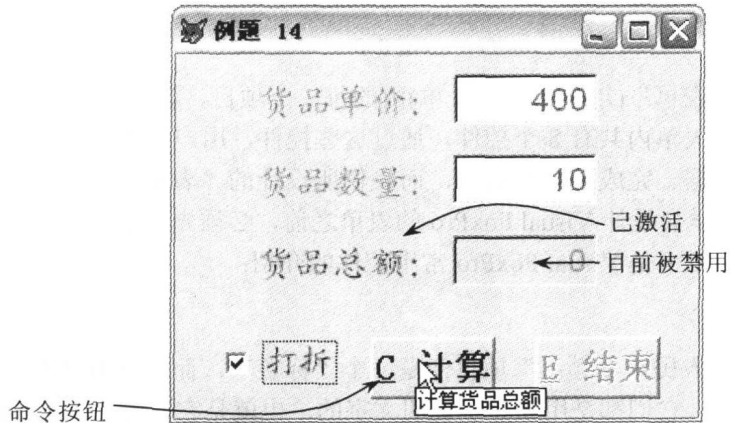 例题 14
货品单价: 400
货品数量: 10
已激活
货品总额: 0 目前被禁用
打折 C 计算 E 结束
计算货品总额
命令按钮